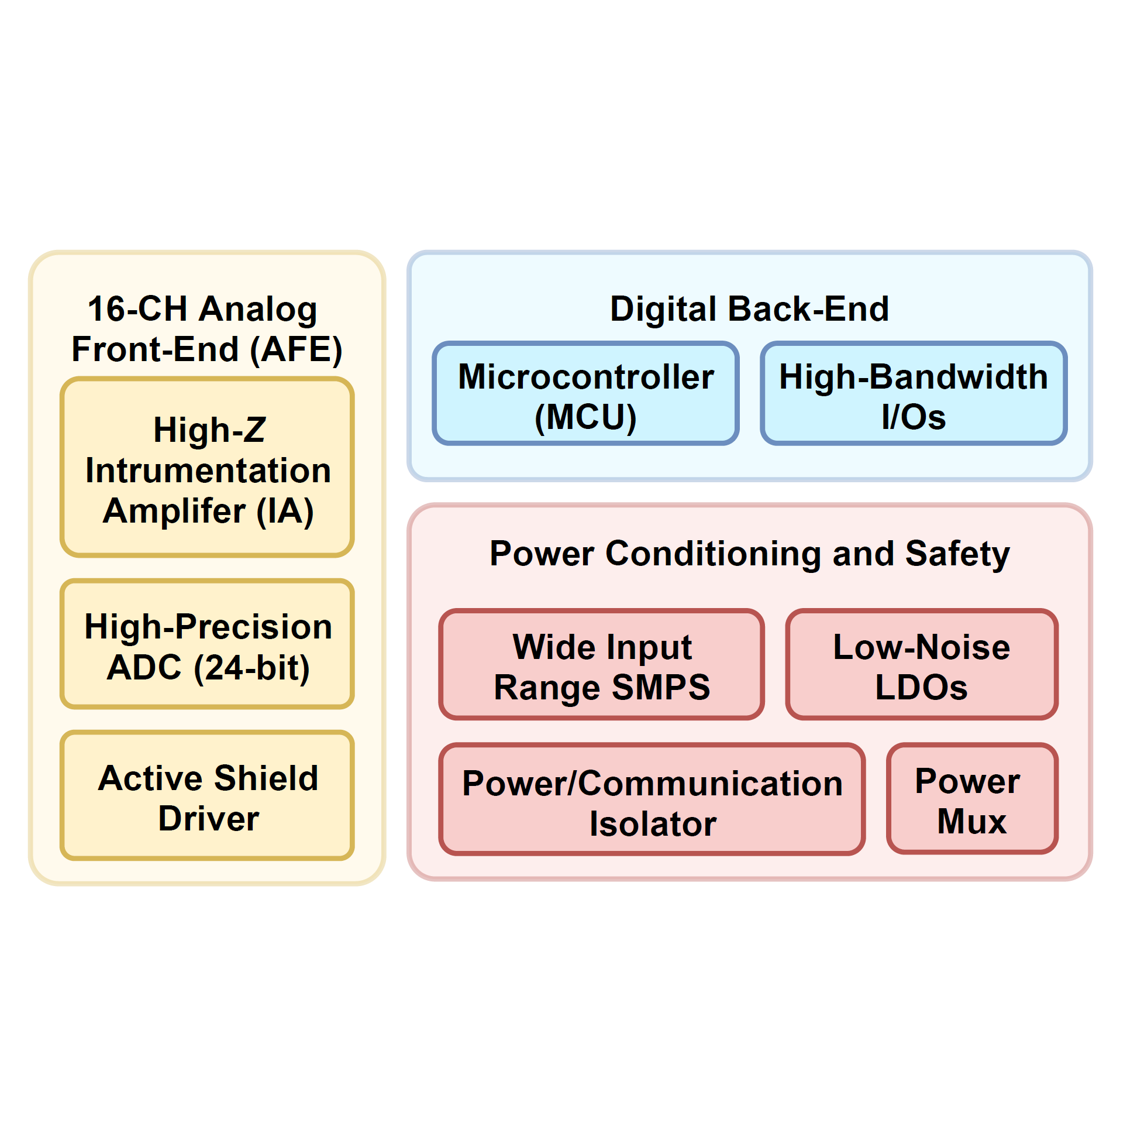 16-CH Analog
Front-End (AFE)
High-Z
Intrumentation
Amplifer (IA)
High-Precision
ADC (24-bit)
Active Shield
Driver
Digital Back-End
Microcontroller
(MCU)
High-Bandwidth
I/Os
Power Conditioning and Safety
Wide Input
Range SMPS
Low-Noise
LDOs
Power/Communication
Isolator
Power
Mux